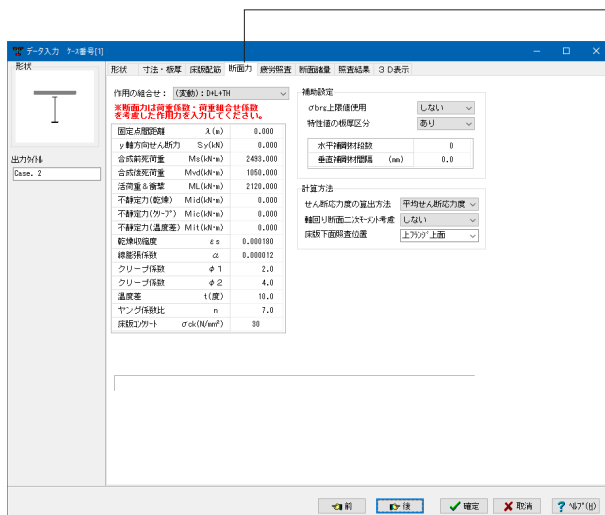 データ入力 ケース番号[1]
形状
出力タイトル
Case. 2
形状 寸法・板厚 床版配筋 断面力 疲労照査 断面諸量 照査結果 3D表示
作用の組合せ： (変動)：D+L+TH
※断面力は荷重係数・荷重組合せ係数
を考慮した作用力を入力してください。
固定点間距離 λ(m) 0.000
y軸方向せん断力 Sy(kN) 0.000
合成前死荷重 Ms(kN·m) 2493.000
合成後死荷重 Mvd(kN·m) 1050.000
活荷重&衝撃 ML(kN·m) 2120.000
不静定力(乾燥) Mid(kN·m) 0.000
不静定力(クリープ) Mic(kN·m) 0.000
不静定力(温度差) Mit(kN·m) 0.000
乾燥収縮度 εs 0.000180
線膨張係数 α 0.000012
クリープ係数 φ1 2.0
クリープ係数 φ2 4.0
温度差 t(度) 10.0
ヤング係数比 n 7.0
床版コンクリート σck(N/mm²) 30
補助設定
σbrg上限値使用 しない
特性値の板厚区分 あり
水平補剛材段数 0
垂直補剛材間隔 (mm) 0.0
計算方法
せん断応力度の算出方法 平均せん断応力度
軸回り断面二次モーメント考慮 しない
床版下面照査位置 上フランジ上面
前 後 確定 取消 ヘルプ(H)